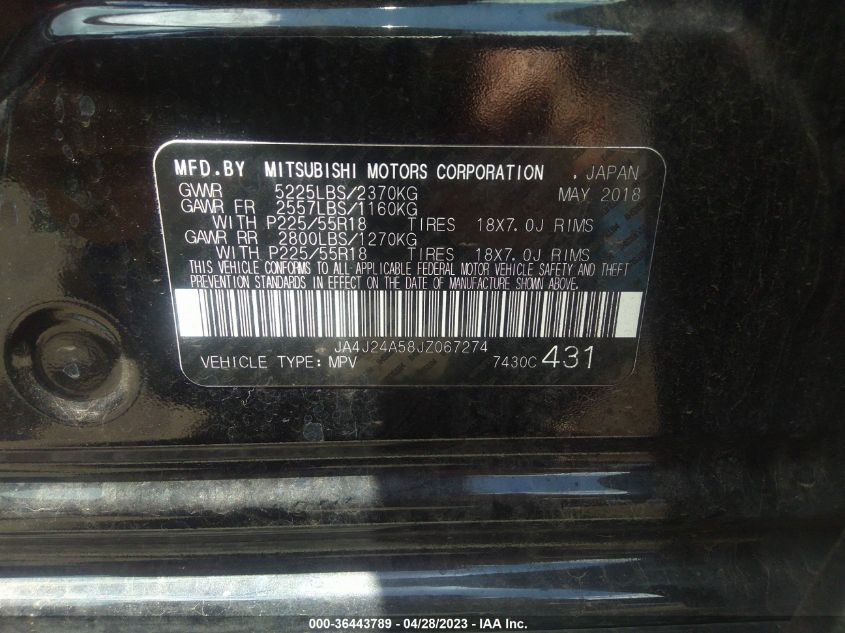 MFD.BY MITSUBISHI MOTORS CORPORATION , JAPAN
GVWR 5225LBS/2370KG MAY 2018
GAWR FR 2557LBS/1160KG
WITH P225/55R18 TIRES 18X7.0J RIMS
GAWR RR 2800LBS/1270KG
WITH P225/55R18 TIRES 18X7.0J RIMS
THIS VEHICLE CONFORMS TO ALL APPLICABLE FEDERAL MOTOR VEHICLE SAFETY AND THEFT
PREVENTION STANDARDS IN EFFECT ON THE DATE OF MANUFACTURE SHOWN ABOVE.
JA4J24A58JZ067274
VEHICLE TYPE: MPV 7430C 431
000-36443789 - 04/28/2023 - © IAA Inc.